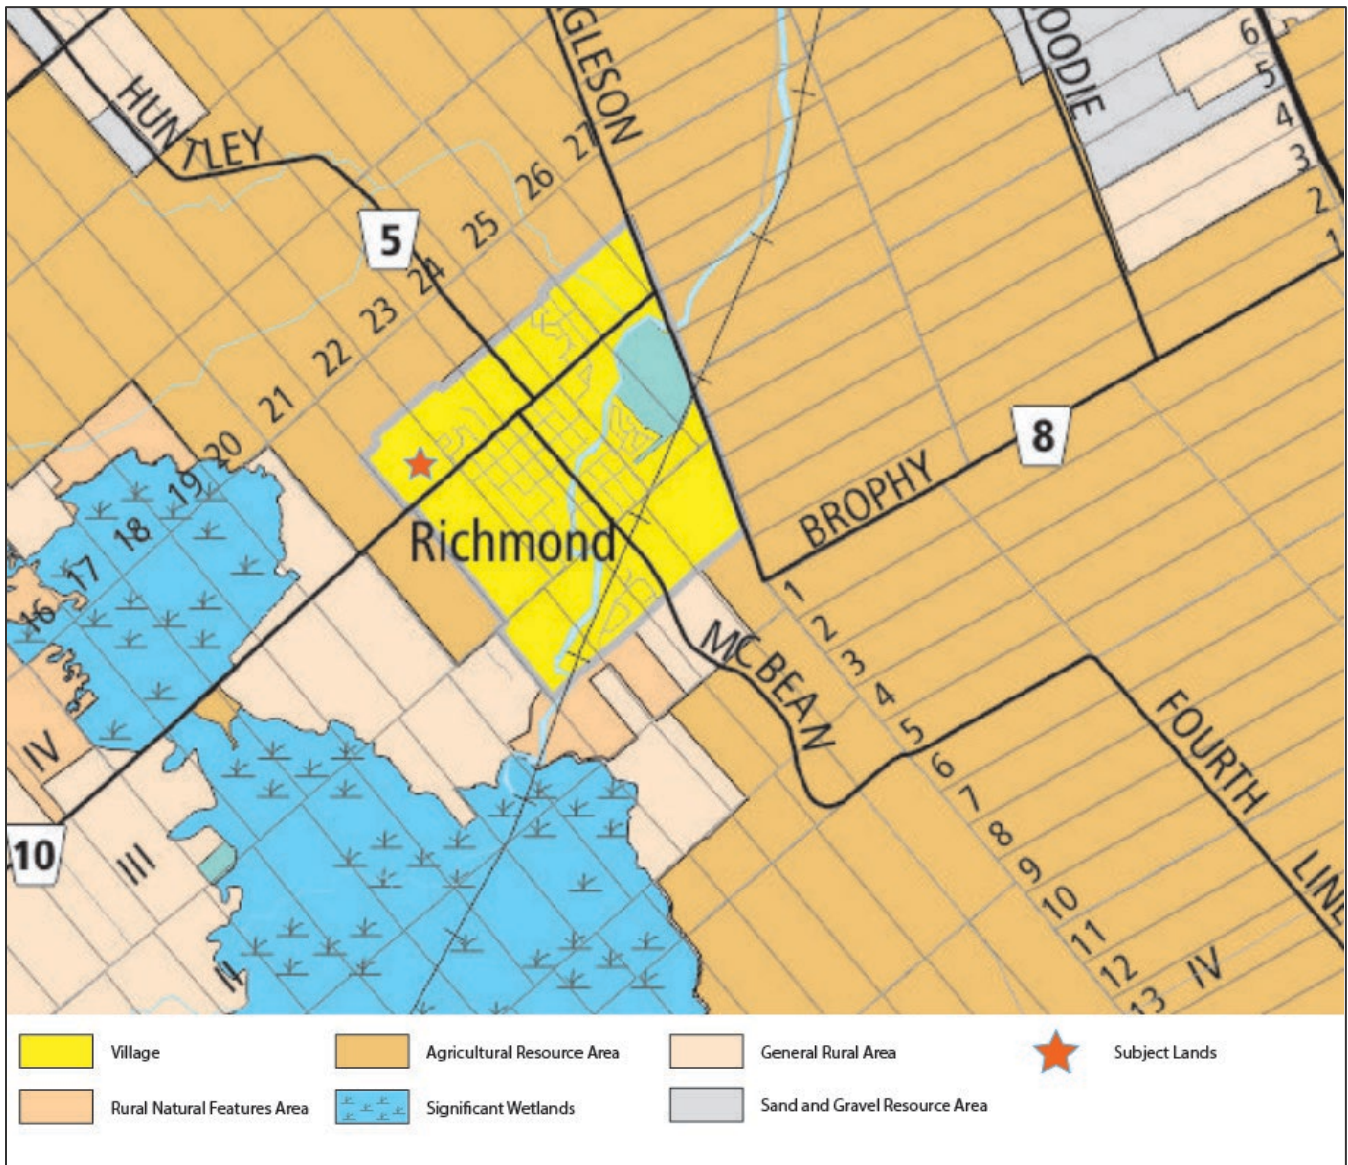 GLESON
OODIE
6
5
4
3
2
1
HUNTLEY
27
26
25
24
23
22
21
20
19
18
17
16
5
8
BROPHY
Richmond
MCBEAN
1
2
3
4
5
6
7
8
9
10
11
12
13
IV
FOURTH
LINE
IV
III
II
10
Village
Agricultural Resource Area
General Rural Area
Subject Lands
Rural Natural Features Area
Significant Wetlands
Sand and Gravel Resource Area